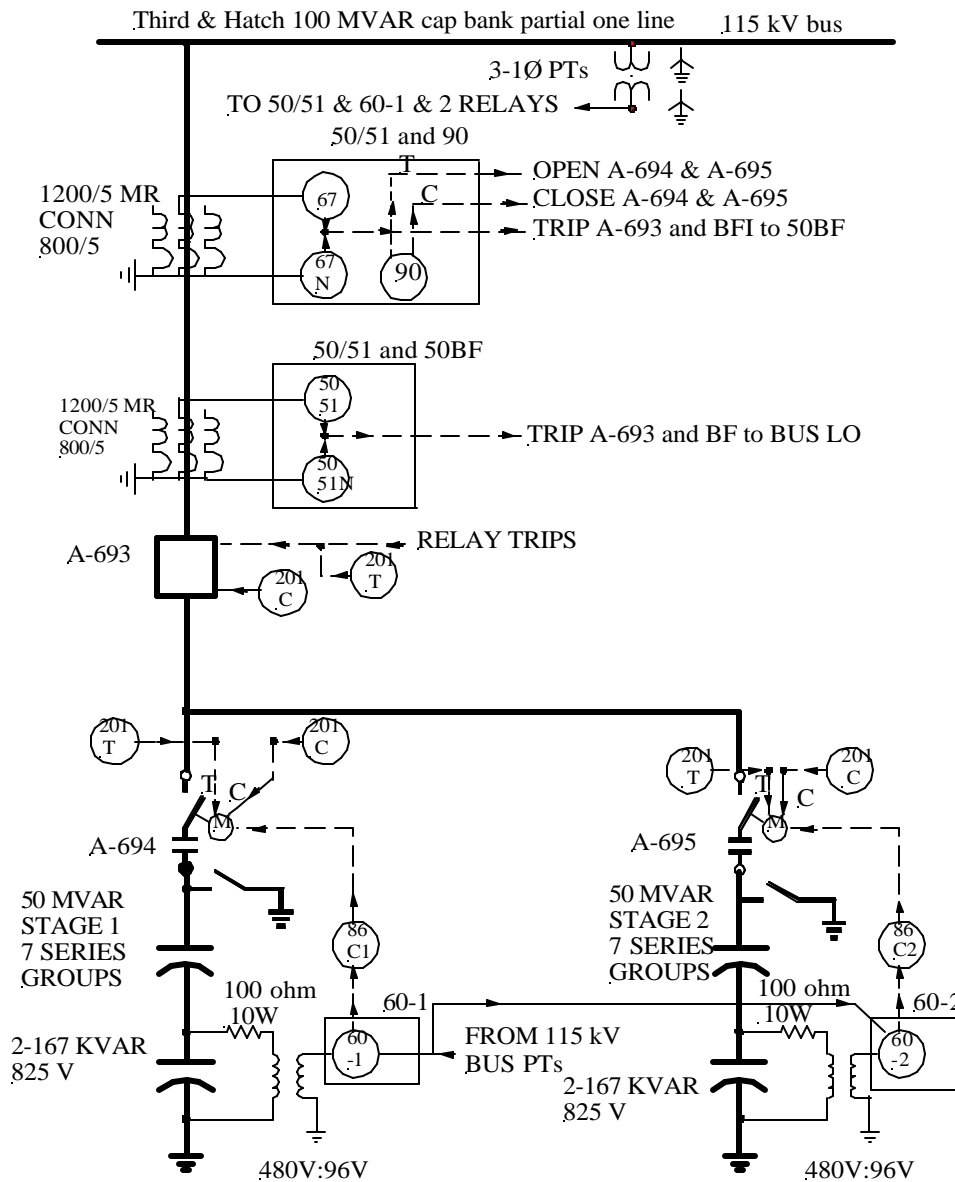 Third & Hatch 100 MVAR cap bank partial one line
115 kV bus
3-1Ø PTs
TO 50/51 & 60-1 & 2 RELAYS
50/51 and 90
T
OPEN A-694 & A-695
C
CLOSE A-694 & A-695
1200/5 MR
CONN
800/5
67
TRIP A-693 and BFI to 50BF
67
N
90
50/51 and 50BF
1200/5 MR
CONN
800/5
50
51
TRIP A-693 and BF to BUS LO
50
51N
A-693
RELAY TRIPS
201
T
201
C
201
T
201
C
T
C
M
A-694
201
T
201
C
T
C
M
A-695
50 MVAR
STAGE 1
7 SERIES
GROUPS
86
C1
50 MVAR
STAGE 2
7 SERIES
GROUPS
86
C2
100 ohm
10W
60-1
60
-1
FROM 115 kV
BUS PTs
100 ohm
10W
60-2
60
-2
2-167 KVAR
825 V
2-167 KVAR
825 V
480V:96V
480V:96V